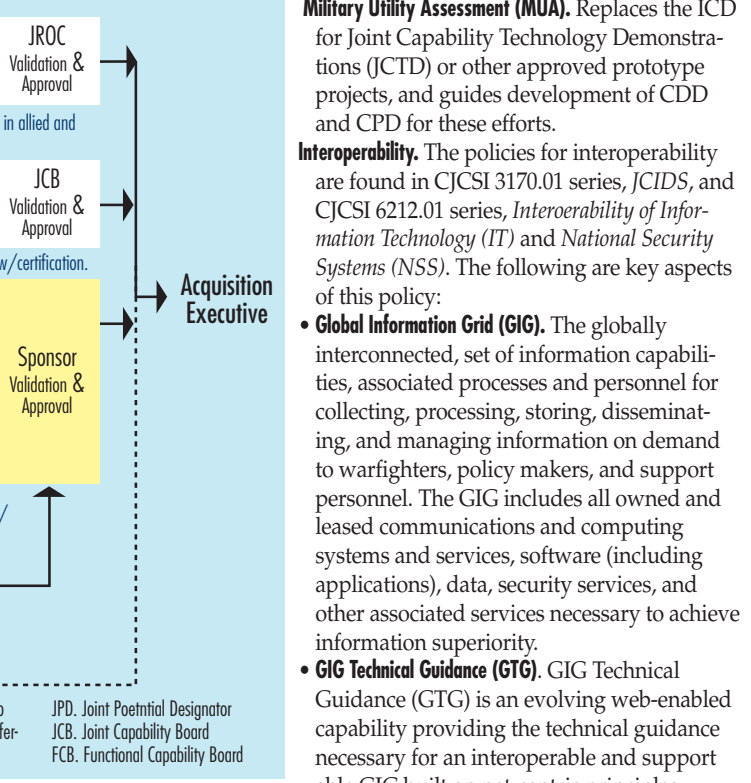 JROC
Validation &
Approval
in allied and
JCB
Validation &
Approval
w/certification.
Acquisition
Executive
Sponsor
Validation &
Approval
/
JPD. Joint Poetntial Designator
JCB. Joint Capability Board
FCB. Functional Capability Board
Military Utility Assessment (MUA). Replaces the ICD
for Joint Capability Technology Demonstra-
tions (JCTD) or other approved prototype
projects, and guides development of CDD
and CPD for these efforts.
Interoperability. The policies for interoperability
are found in CJCSI 3170.01 series, JCIDS, and
CJCSI 6212.01 series, Interoerability of Infor-
mation Technology (IT) and National Security
Systems (NSS). The following are key aspects
of this policy:
• Global Information Grid (GIG). The globally
interconnected, set of information capabili-
ties, associated processes and personnel for
collecting, processing, storing, disseminat-
ing, and managing information on demand
to warfighters, policy makers, and support
personnel. The GIG includes all owned and
leased communications and computing
systems and services, software (including
applications), data, security services, and
other associated services necessary to achieve
information superiority.
• GIG Technical Guidance (GTG). GIG Technical
Guidance (GTG) is an evolving web-enabled
capability providing the technical guidance
necessary for an interoperable and support
able GIG built on net-centric principles